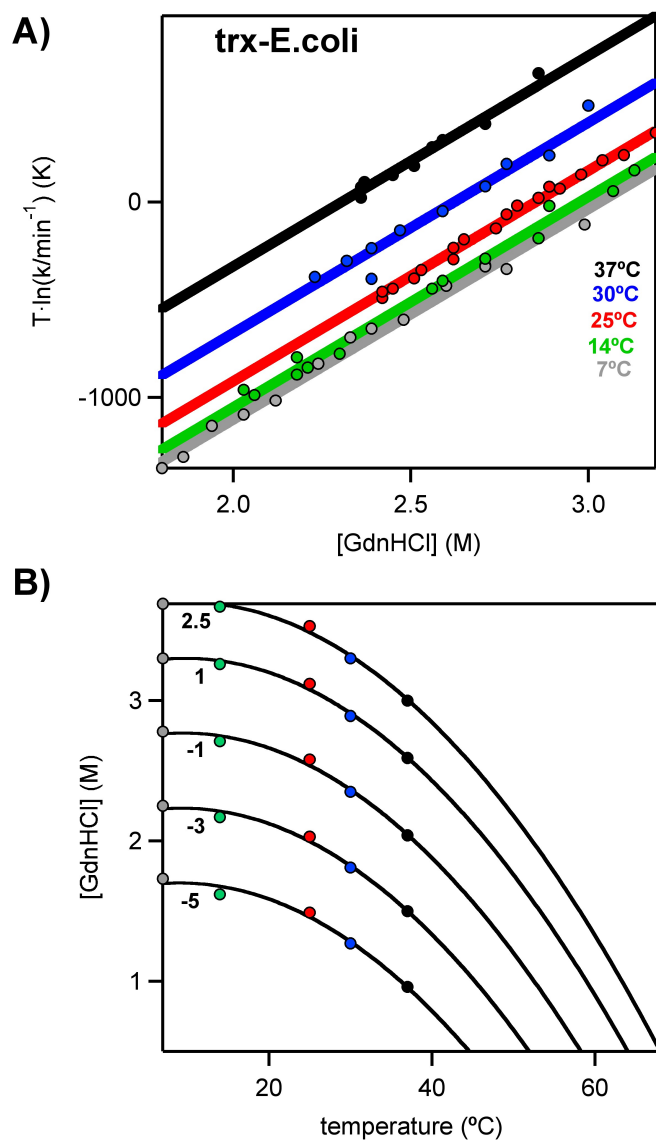 A)
trx-E.coli
T·ln(k/min⁻¹) (K)
0
-1000
37ºC
30ºC
25ºC
14ºC
7ºC
2.0
2.5
3.0
[GdnHCl] (M)
B)
[GdnHCl] (M)
3
2
1
2.5
1
-1
-3
-5
20
40
60
temperature (ºC)